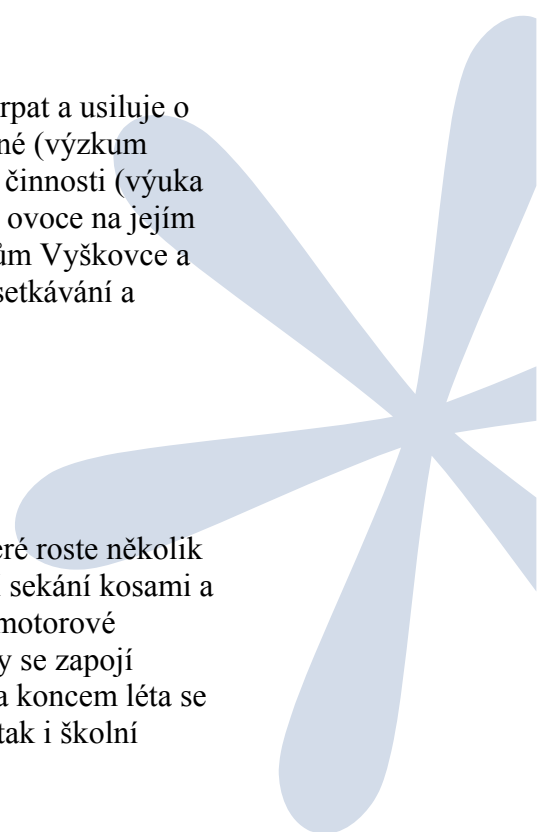 rpat a usiluje o
né (výzkum
činnosti (výuka
ovoce na jejím
ům Vyškovce a
setkávání a
eré roste několik
sekání kosami a
motorové
y se zapojí
a koncem léta se
tak i školní